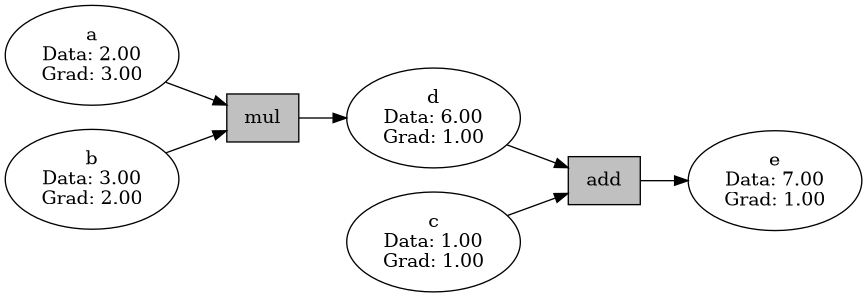 a
Data: 2.00
Grad: 3.00
b
Data: 3.00
Grad: 2.00
mul
d
Data: 6.00
Grad: 1.00
c
Data: 1.00
Grad: 1.00
add
e
Data: 7.00
Grad: 1.00